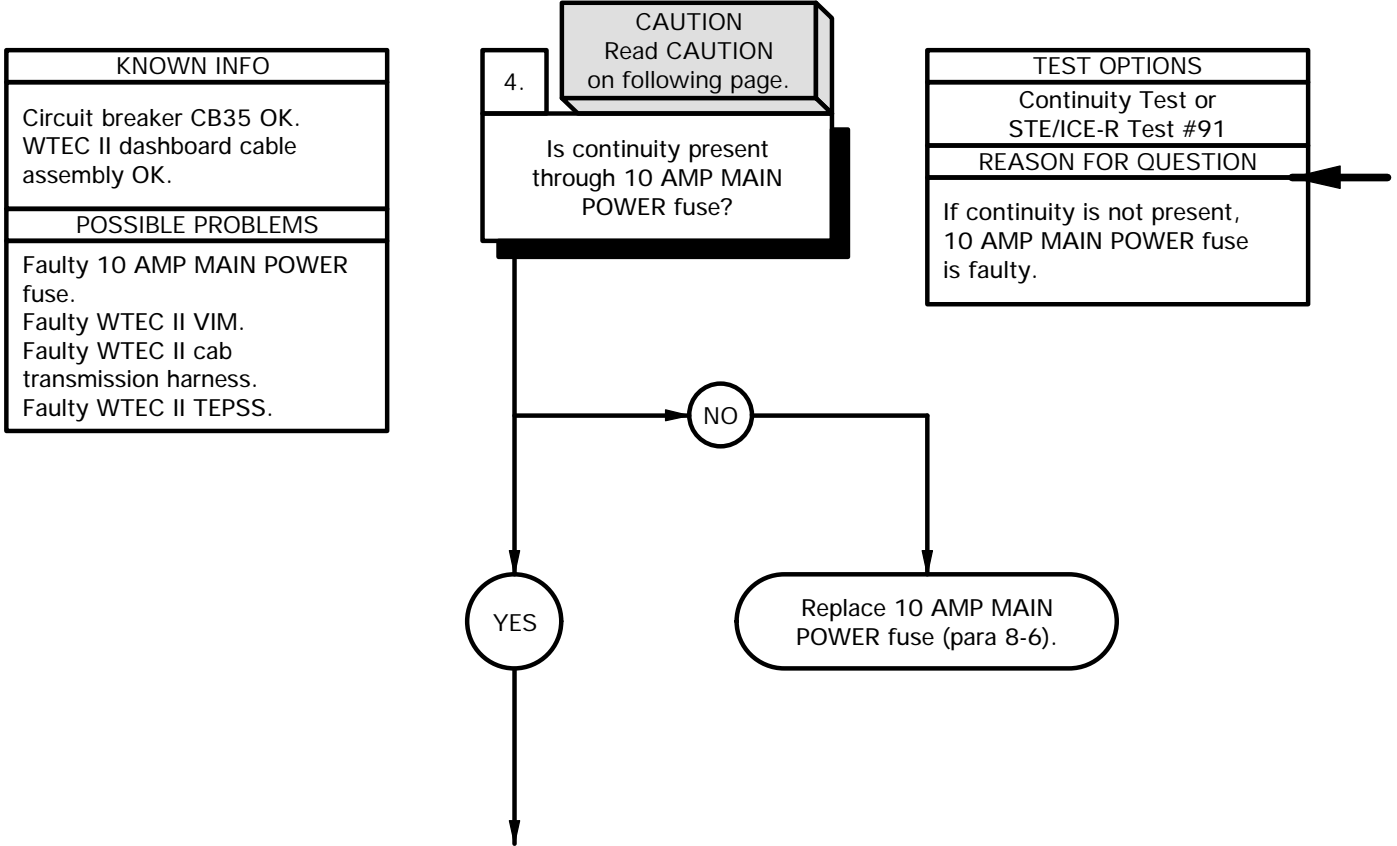 KNOWN INFO
Circuit breaker CB35 OK.
WTEC II dashboard cable
assembly OK.
POSSIBLE PROBLEMS
Faulty 10 AMP MAIN POWER
fuse.
Faulty WTEC II VIM.
Faulty WTEC II cab
transmission harness.
Faulty WTEC II TEPSS.
CAUTION
Read CAUTION
on following page.
4.
Is continuity present
through 10 AMP MAIN
POWER fuse?
TEST OPTIONS
Continuity Test or
STE/ICE-R Test #91
REASON FOR QUESTION
If continuity is not present,
10 AMP MAIN POWER fuse
is faulty.
NO
YES
Replace 10 AMP MAIN
POWER fuse (para 8-6).